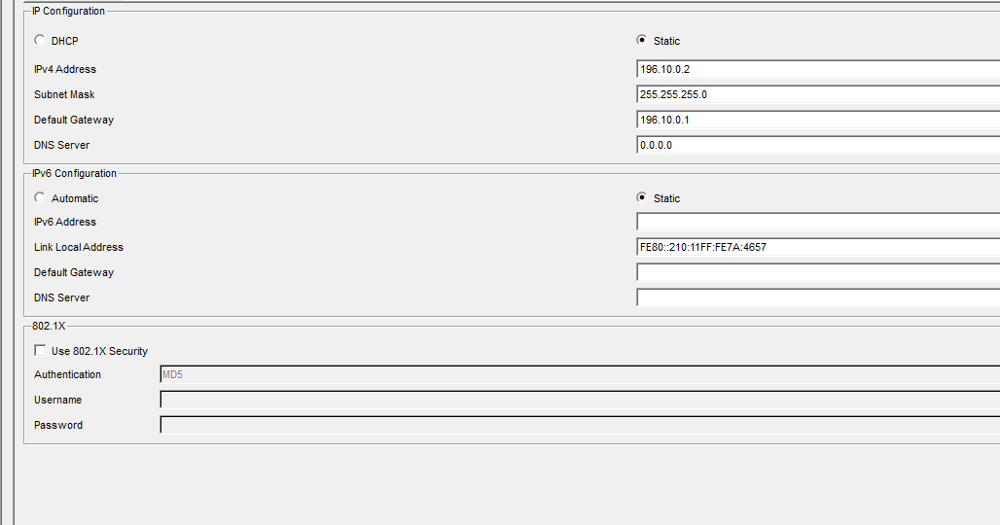 IP Configuration
DHCP Static
IPv4 Address 196.10.0.2
Subnet Mask 255.255.255.0
Default Gateway 196.10.0.1
DNS Server 0.0.0.0
IPv6 Configuration
Automatic Static
IPv6 Address
Link Local Address FE80::210:11FF:FE7A:4657
Default Gateway
DNS Server
802.1X
Use 802.1X Security
Authentication MD5
Username
Password